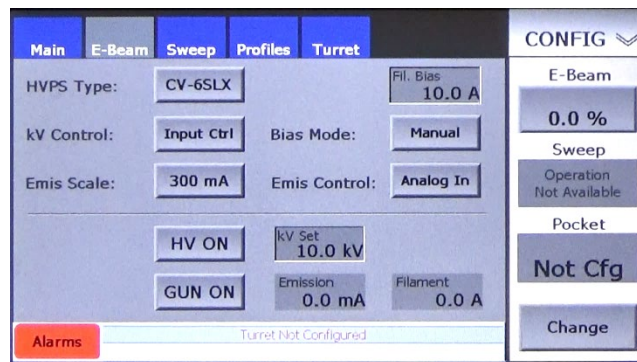 Main E-Beam Sweep Profiles Turret CONFIG
HVPS Type: CV-6SLX Fil. Bias 10.0 A
kV Control: Input Ctrl Bias Mode: Manual
Emis Scale: 300 mA Emis Control: Analog In
HV ON kV Set 10.0 kV
GUN ON Emission 0.0 mA Filament 0.0 A
Alarms Turret Not Configured
E-Beam
0.0 %
Sweep
Operation
Not Available
Pocket
Not Cfg
Change